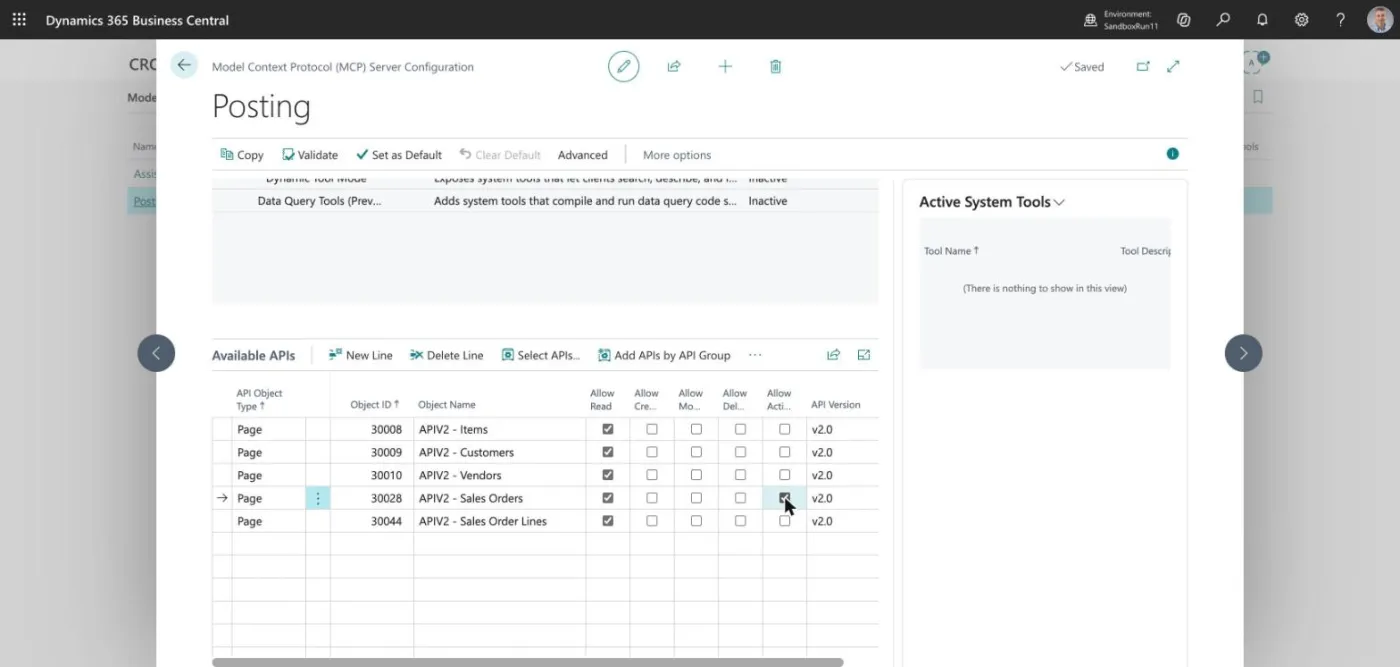 Dynamics 365 Business Central
Environment:
SandboxRun11
CRO
Mode
Name
Assis
Post
ols
A
Model Context Protocol (MCP) Server Configuration
Saved
Posting
Copy Validate Set as Default Clear Default Advanced More options
Dynamic Tool Mode Exposes system tools that let clients search, describe, and i... Inactive
Data Query Tools (Prev... Adds system tools that compile and run data query code s... Inactive
Active System Tools
Tool Name ↑ Tool Descrip
(There is nothing to show in this view)
Available APIs New Line Delete Line Select APIs... Add APIs by API Group ...
API Object Type ↑ Object ID ↑ Object Name Allow Read Allow Cre... Allow Mo... Allow Del... Allow Acti... API Version
Page 30008 APIV2 - Items v2.0
Page 30009 APIV2 - Customers v2.0
Page 30010 APIV2 - Vendors v2.0
Page 30028 APIV2 - Sales Orders v2.0
Page 30044 APIV2 - Sales Order Lines v2.0